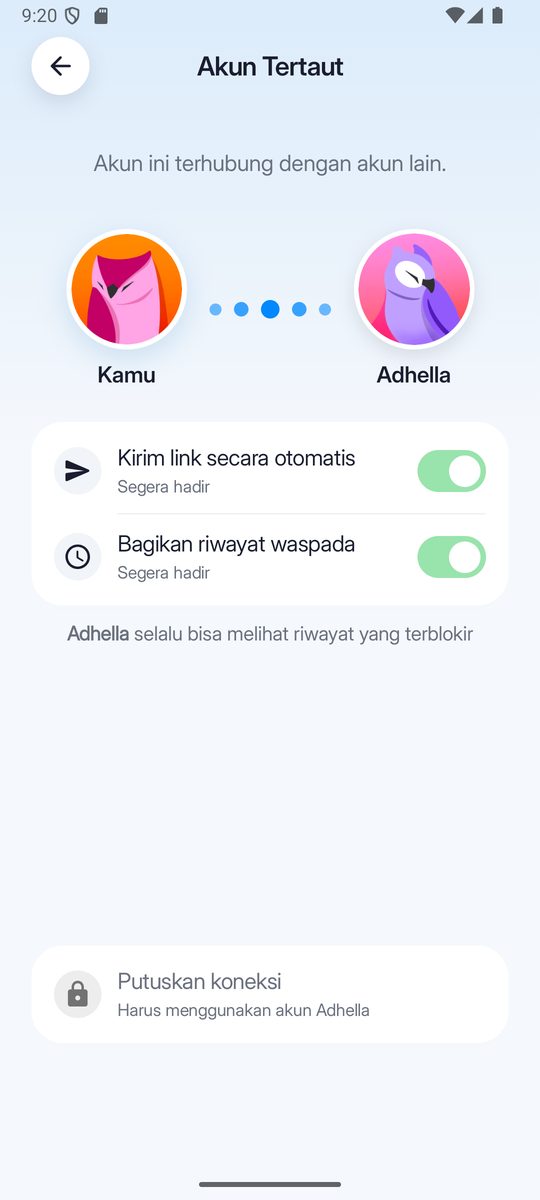 9:20
Akun Tertaut
Akun ini terhubung dengan akun lain.
Kamu
Adhella
Kirim link secara otomatis
Segera hadir
Bagikan riwayat waspada
Segera hadir
Adhella selalu bisa melihat riwayat yang terblokir
Putuskan koneksi
Harus menggunakan akun Adhella